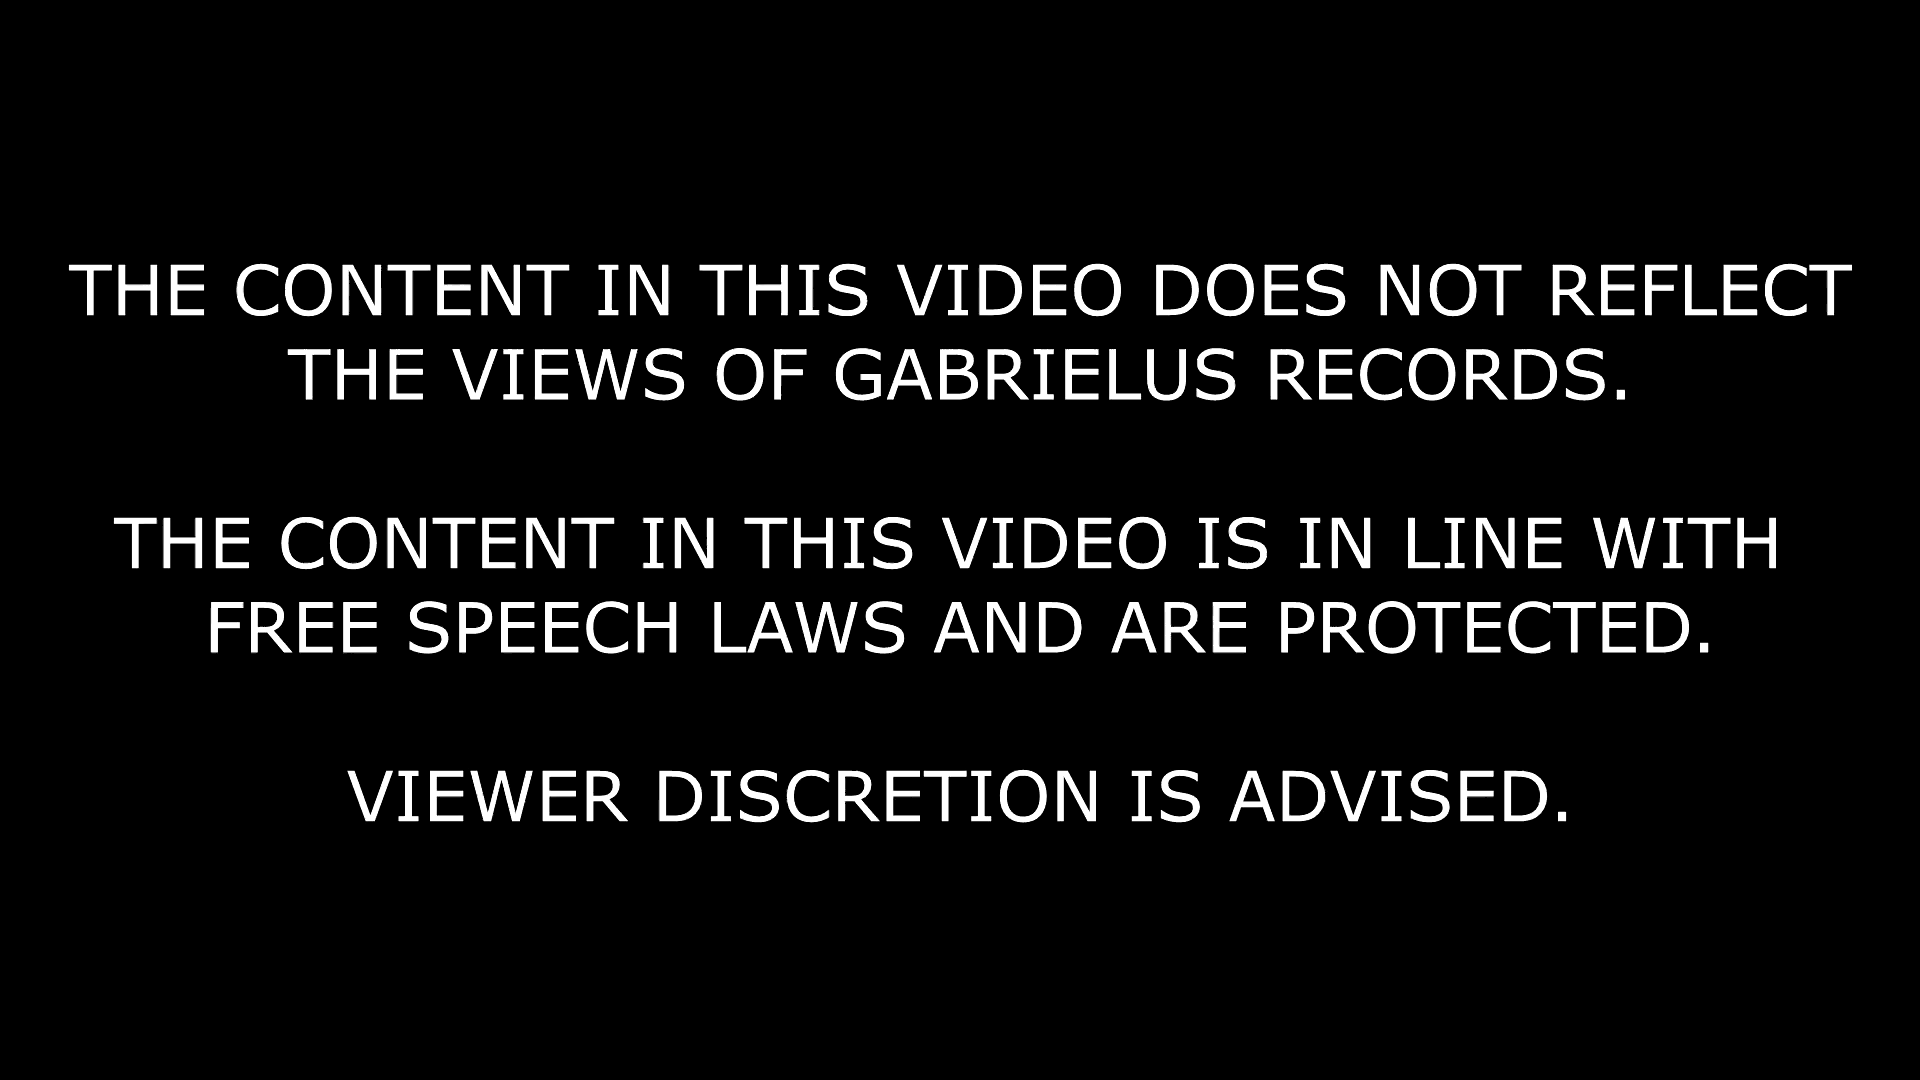 THE CONTENT IN THIS VIDEO DOES NOT REFLECT
THE VIEWS OF GABRIELUS RECORDS.
THE CONTENT IN THIS VIDEO IS IN LINE WITH
FREE SPEECH LAWS AND ARE PROTECTED.
VIEWER DISCRETION IS ADVISED.